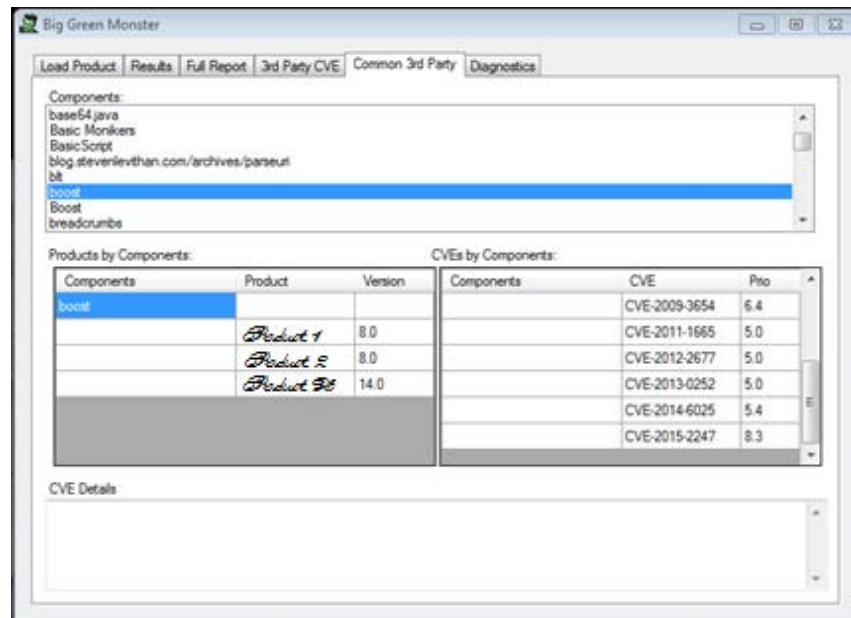 Big Green Monster
Load Product Results Full Report 3rd Party CVE Common 3rd Party Diagnostics
Components:
base64.java
Basic Monikers
BasicScript
blog.stevenlevithan.com/archives/parseuri
blt
boost
Boost
breadcrumbs
Products by Components: CVEs by Components:
Components Product Version Components CVE Prio
boost CVE-2009-3654 6.4
Product 1 8.0 CVE-2011-1665 5.0
Product 2 8.0 CVE-2012-2677 5.0
Product 14.0 CVE-2013-0252 5.0
CVE-2014-6025 5.4
CVE-2015-2247 8.3
CVE Details